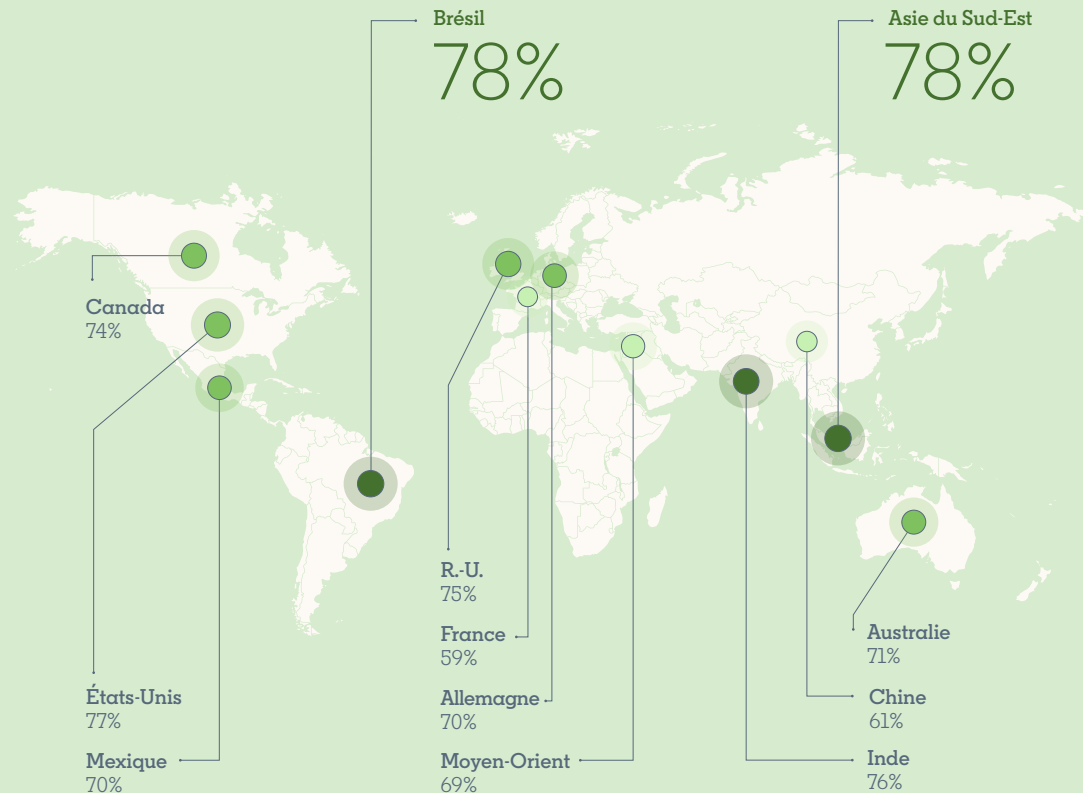 Brésil
78%
Asie du Sud-Est
78%
Canada
74%
États-Unis
77%
Mexique
70%
R.-U.
75%
France
59%
Allemagne
70%
Moyen-Orient
69%
Australie
71%
Chine
61%
Inde
76%